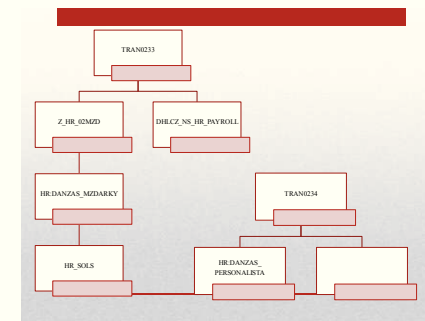 TRAN0233
Z_HR_02MZD
DHLCZ_NS_HR_PAYROLL
HR:DANZAS_MZDARKY
TRAN0234
HR_SOLS
HR:DANZAS_
PERSONALISTA